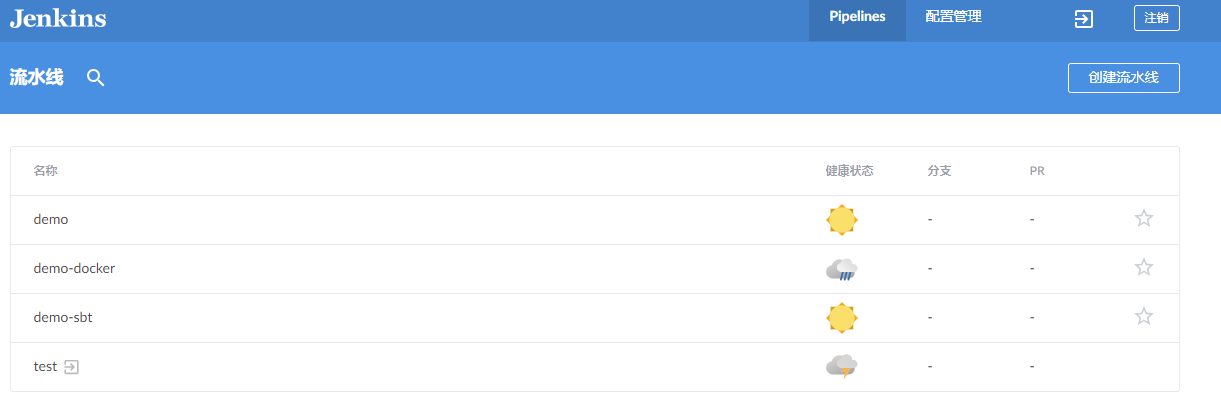 Jenkins Pipelines 配置管理 注销
流水线 创建流水线
名称 健康状态 分支 PR
demo - -
demo-docker - -
demo-sbt - -
test - -